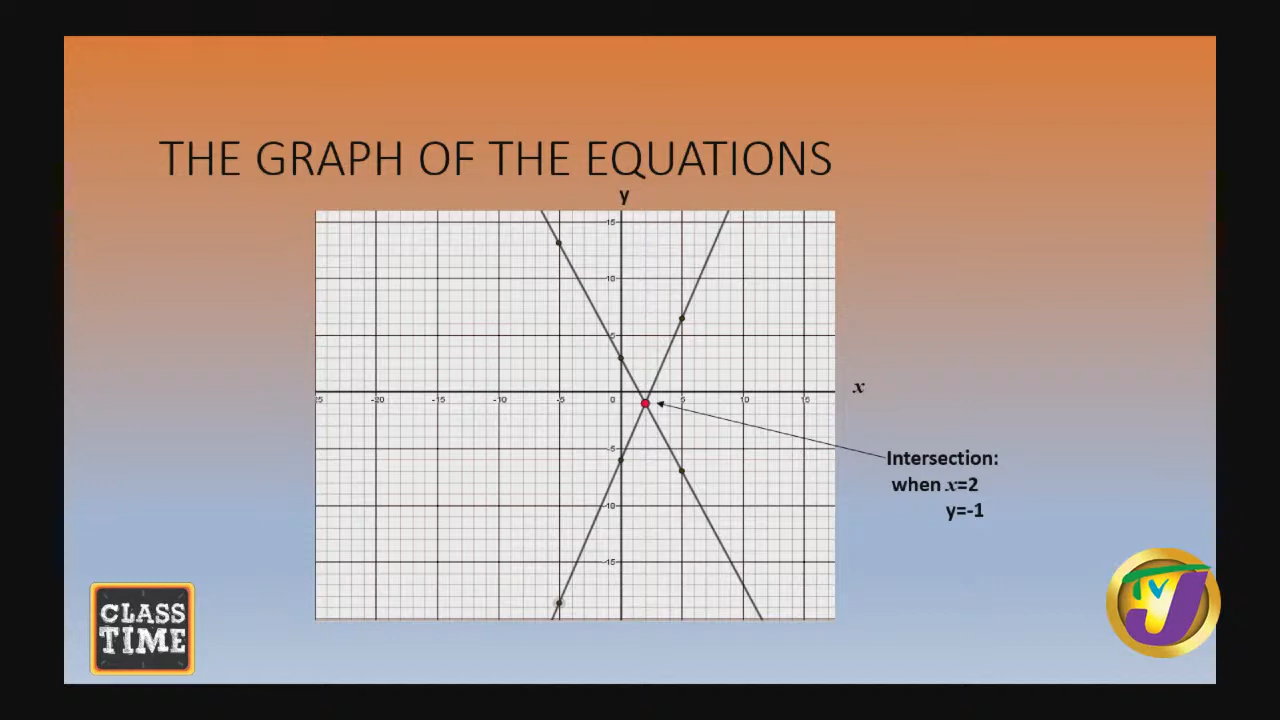 THE GRAPH OF THE EQUATIONS
y
15
10
5
-25 -20 -15 -10 -5 0 5 10 15
x
-5
-10
-15
Intersection:
when x=2
y=-1
CLASS
TIME
TVJ